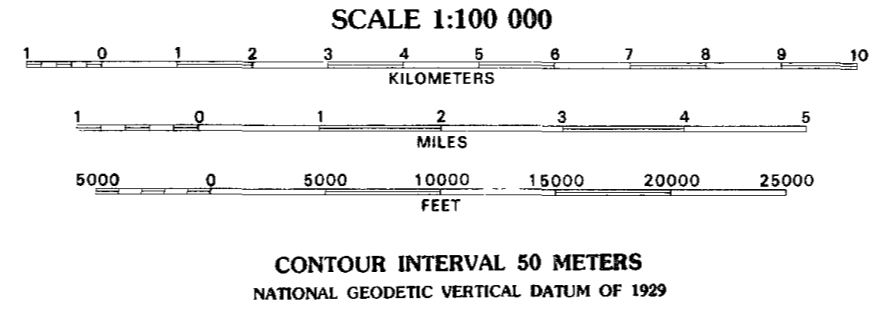 SCALE 1:100 000
1 0 1 2 3 4 5 6 7 8 9 10
KILOMETERS
1 0 1 2 3 4 5
MILES
5000 0 5000 10000 15000 20000 25000
FEET
CONTOUR INTERVAL 50 METERS
NATIONAL GEODETIC VERTICAL DATUM OF 1929